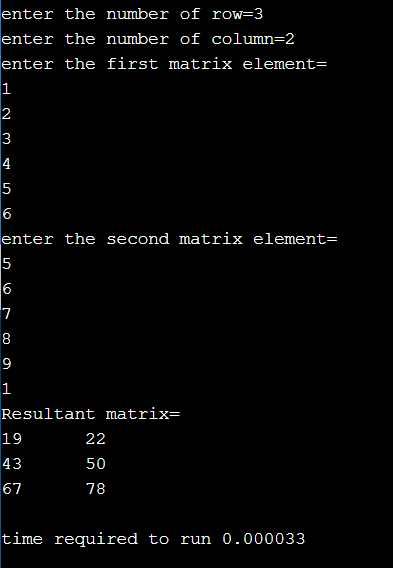 enter the number of row=3
enter the number of column=2
enter the first matrix element=
1
2
3
4
5
6
enter the second matrix element=
5
6
7
8
9
1
Resultant matrix=
19      22
43      50
67      78
time required to run 0.000033